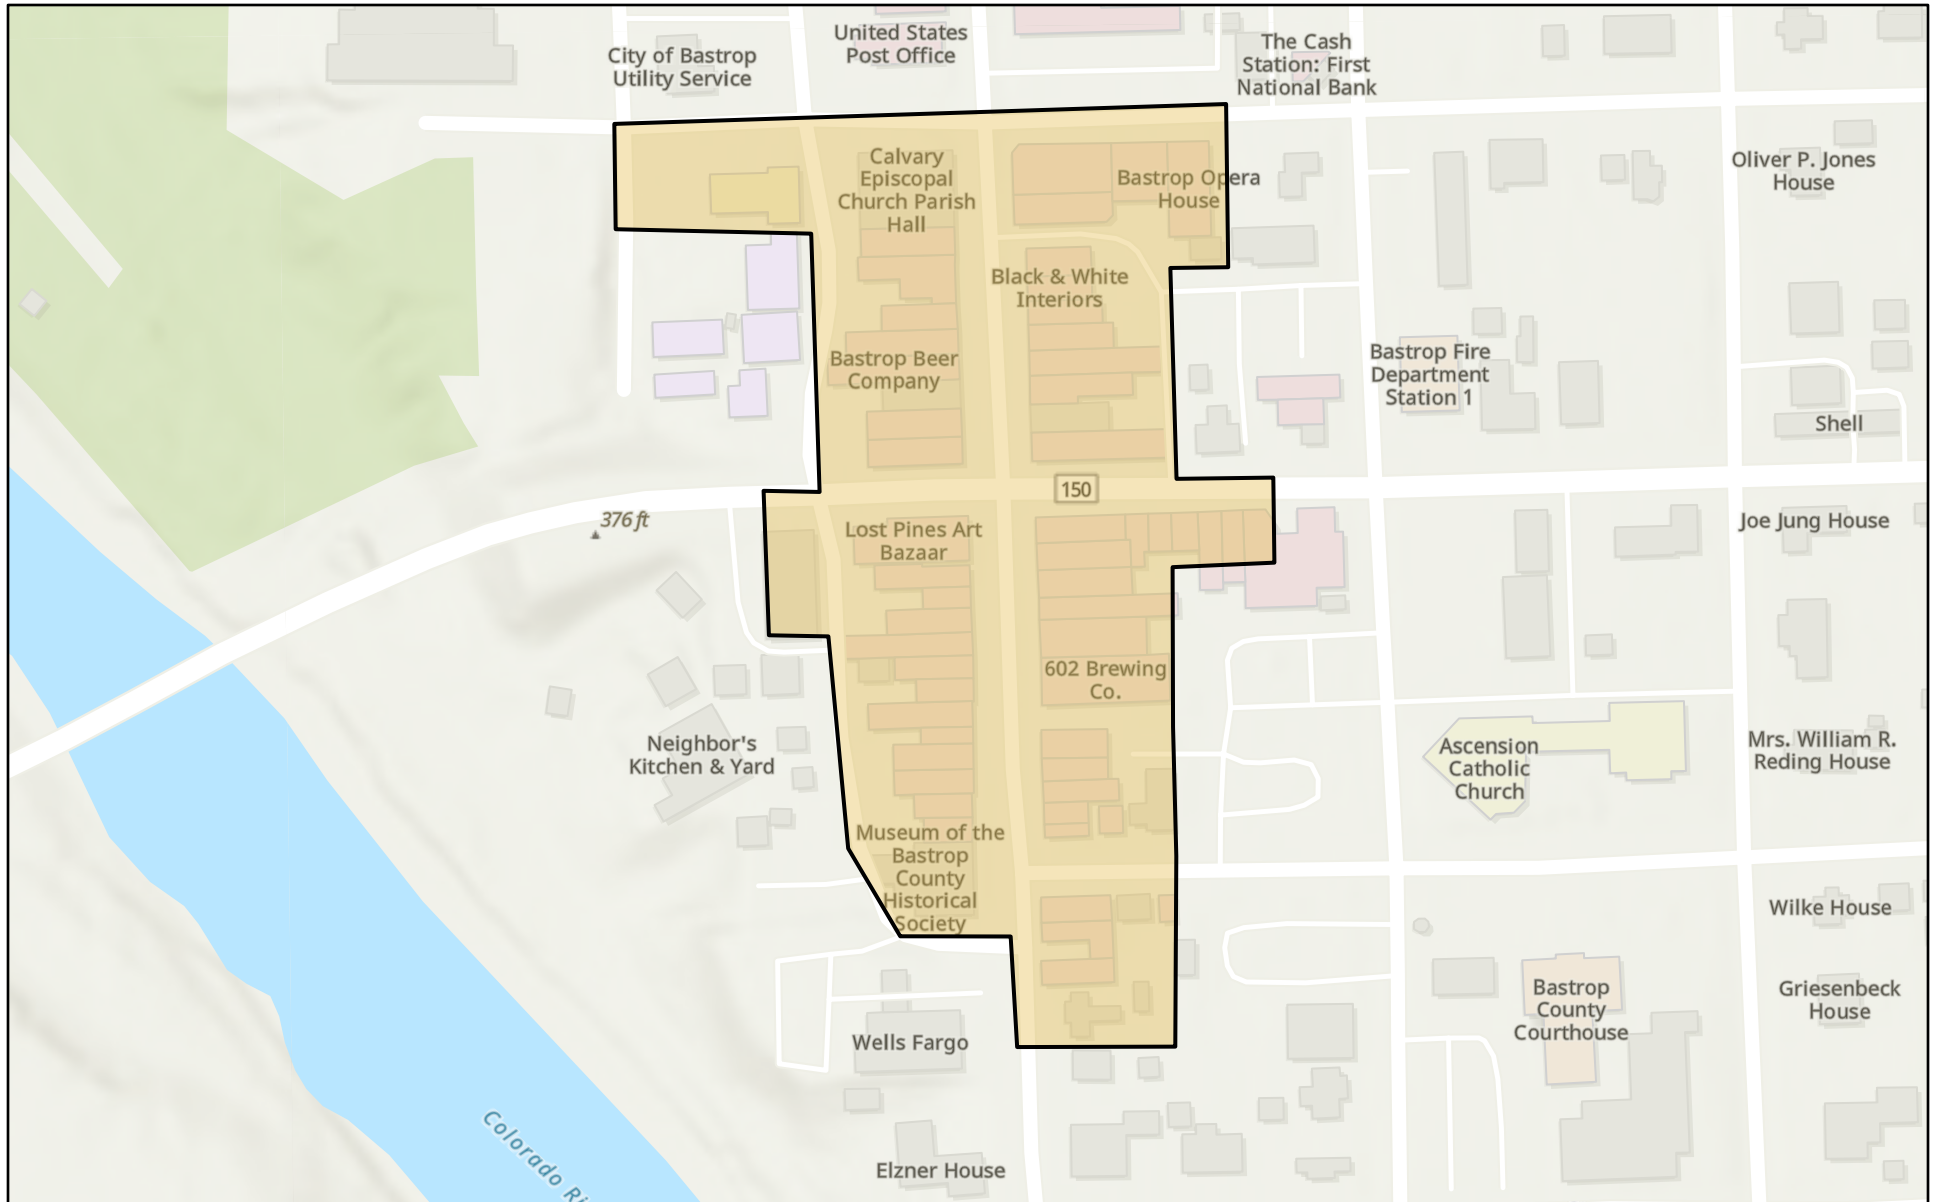 City of Bastrop
Utility Service
United States
Post Office
The Cash
Station: First
National Bank
Calvary
Episcopal
Church Parish
Hall
Bastrop Opera
House
Oliver P. Jones
House
Black & White
Interiors
Bastrop Beer
Company
Bastrop Fire
Department
Station 1
Shell
150
376 ft
Lost Pines Art
Bazaar
Joe Jung House
602 Brewing
Co.
Neighbor's
Kitchen & Yard
Ascension
Catholic
Church
Mrs. William R.
Reding House
Museum of the
Bastrop
County
Historical
Society
Wilke House
Bastrop
County
Courthouse
Griesenbeck
House
Wells Fargo
Colorado Ri
Elzner House